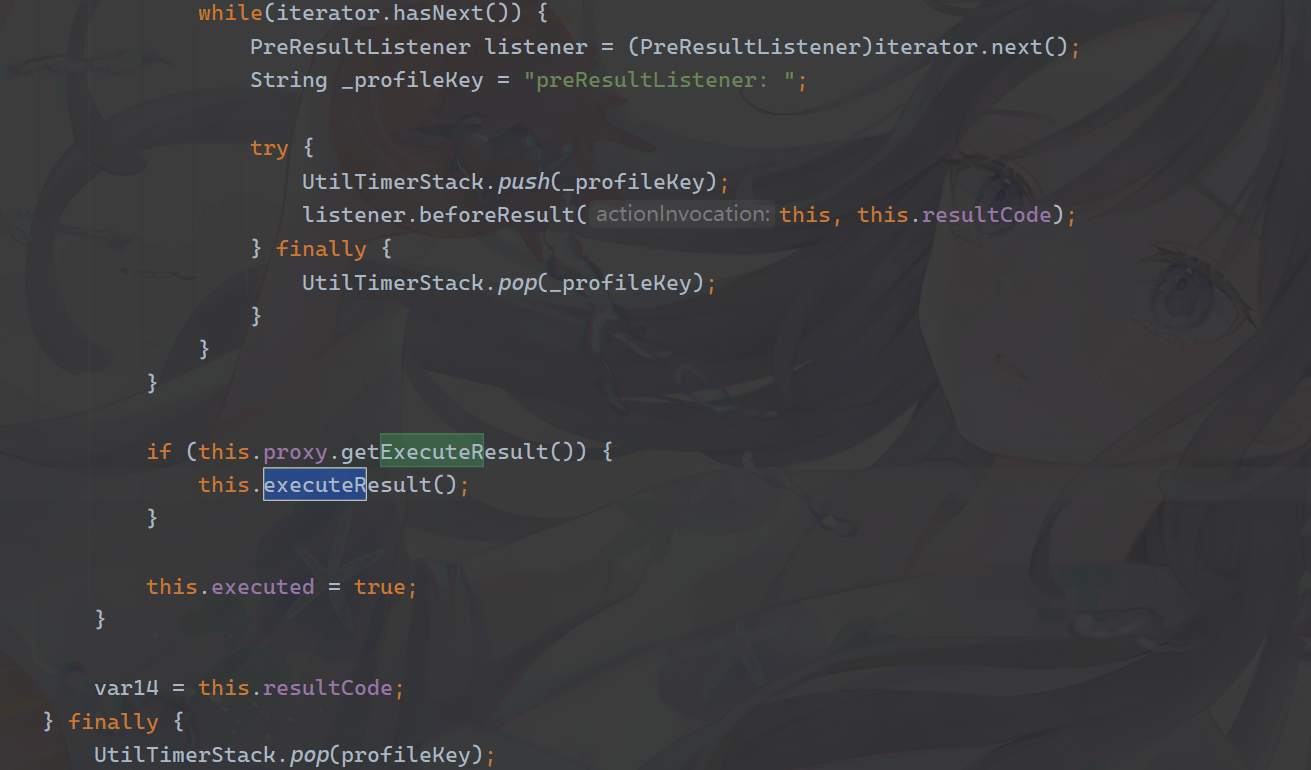 while(iterator.hasNext()) {
PreResultListener listener = (PreResultListener)iterator.next();
String _profileKey = "preResultListener: ";
try {
UtilTimerStack.push(_profileKey);
listener.beforeResult( actionInvocation: this, this.resultCode);
} finally {
UtilTimerStack.pop(_profileKey);
}
}
}
if (this.proxy.getExecuteResult()) {
this.executeResult();
}
this.executed = true;
}
var14 = this.resultCode;
} finally {
UtilTimerStack.pop(profileKey);